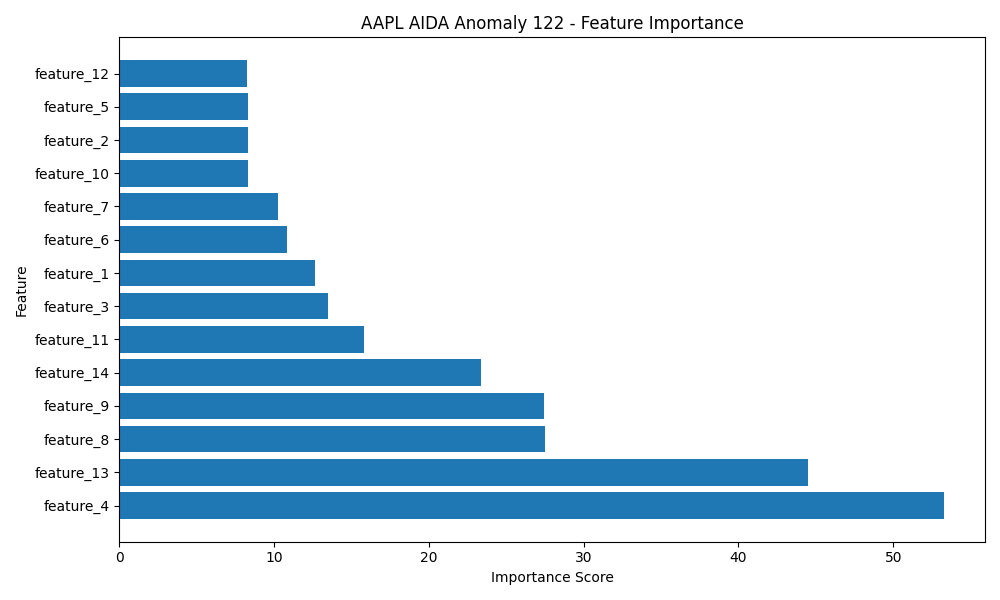 AAPL AIDA Anomaly 122 - Feature Importance
Feature
feature_12
feature_5
feature_2
feature_10
feature_7
feature_6
feature_1
feature_3
feature_11
feature_14
feature_9
feature_8
feature_13
feature_4
0 10 20 30 40 50
Importance Score